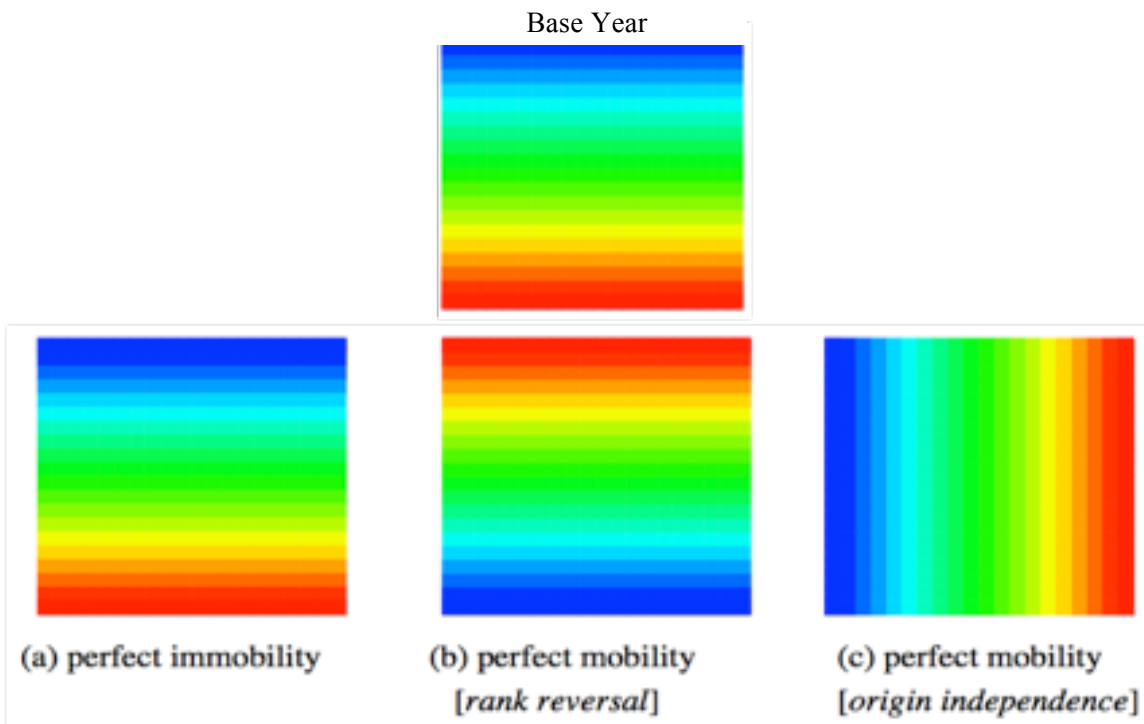 Base Year
(a) perfect immobility
(b) perfect mobility
[rank reversal]
(c) perfect mobility
[origin independence]